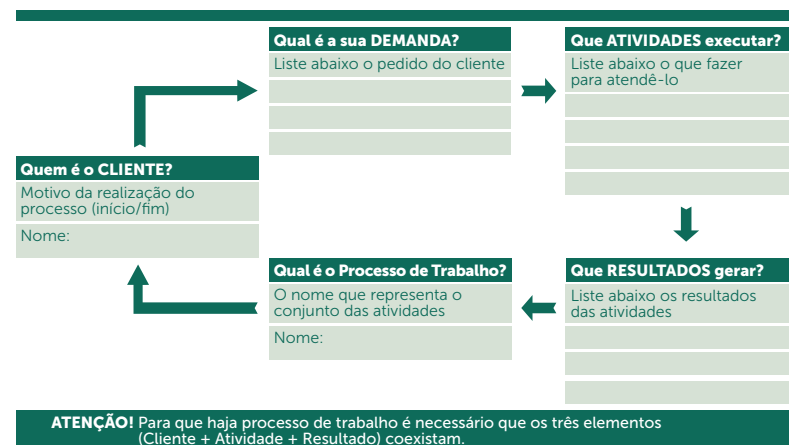 Qual é a sua DEMANDA?
Liste abaixo o pedido do cliente
Que ATIVIDADES executar?
Liste abaixo o que fazer
para atendê-lo
Quem é o CLIENTE?
Motivo da realização do
processo (início/fim)
Nome:
Qual é o Processo de Trabalho?
O nome que representa o
conjunto das atividades
Nome:
Que RESULTADOS gerar?
Liste abaixo os resultados
das atividades
ATENÇÃO! Para que haja processo de trabalho é necessário que os três elementos
(Cliente + Atividade + Resultado) coexistam.